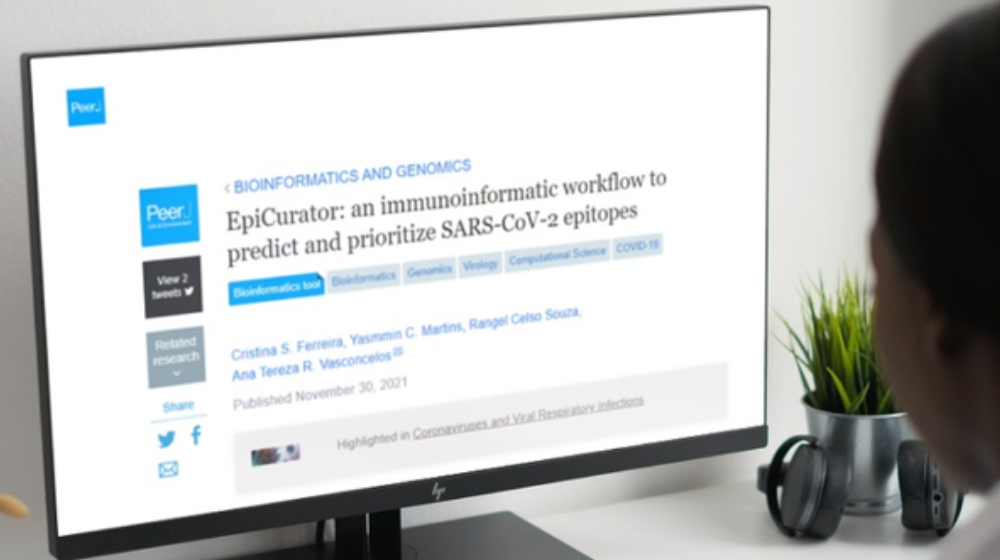 PeerJ
‹ BIOINFORMATICS AND GENOMICS
EpiCurator: an immunoinformatic workflow to
predict and prioritize SARS-CoV-2 epitopes
Bioinformatics tool Bioinformatics Genomics Virology Computational Science COVID-19
Cristina S. Ferreira, Yasmmin C. Martins, Rangel Celso Souza,
Ana Tereza R. Vasconcelos
Published November 30, 2021
Highlighted in Coronaviruses and Viral Respiratory Infections
PeerJ
View 2
tweets
Related
research
Share
hp